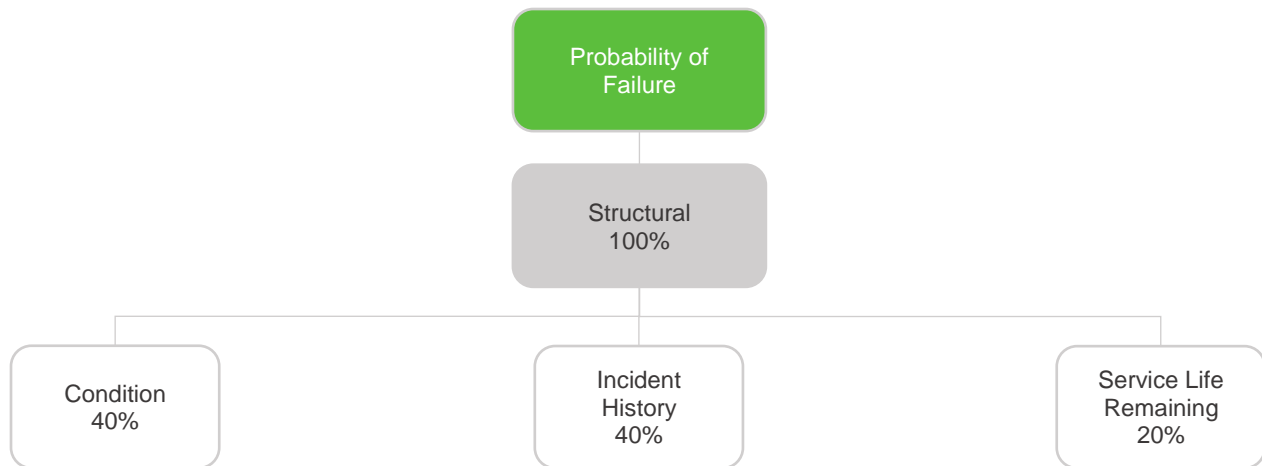 Probability of
Failure
Structural
100%
Condition
40%
Incident
History
40%
Service Life
Remaining
20%